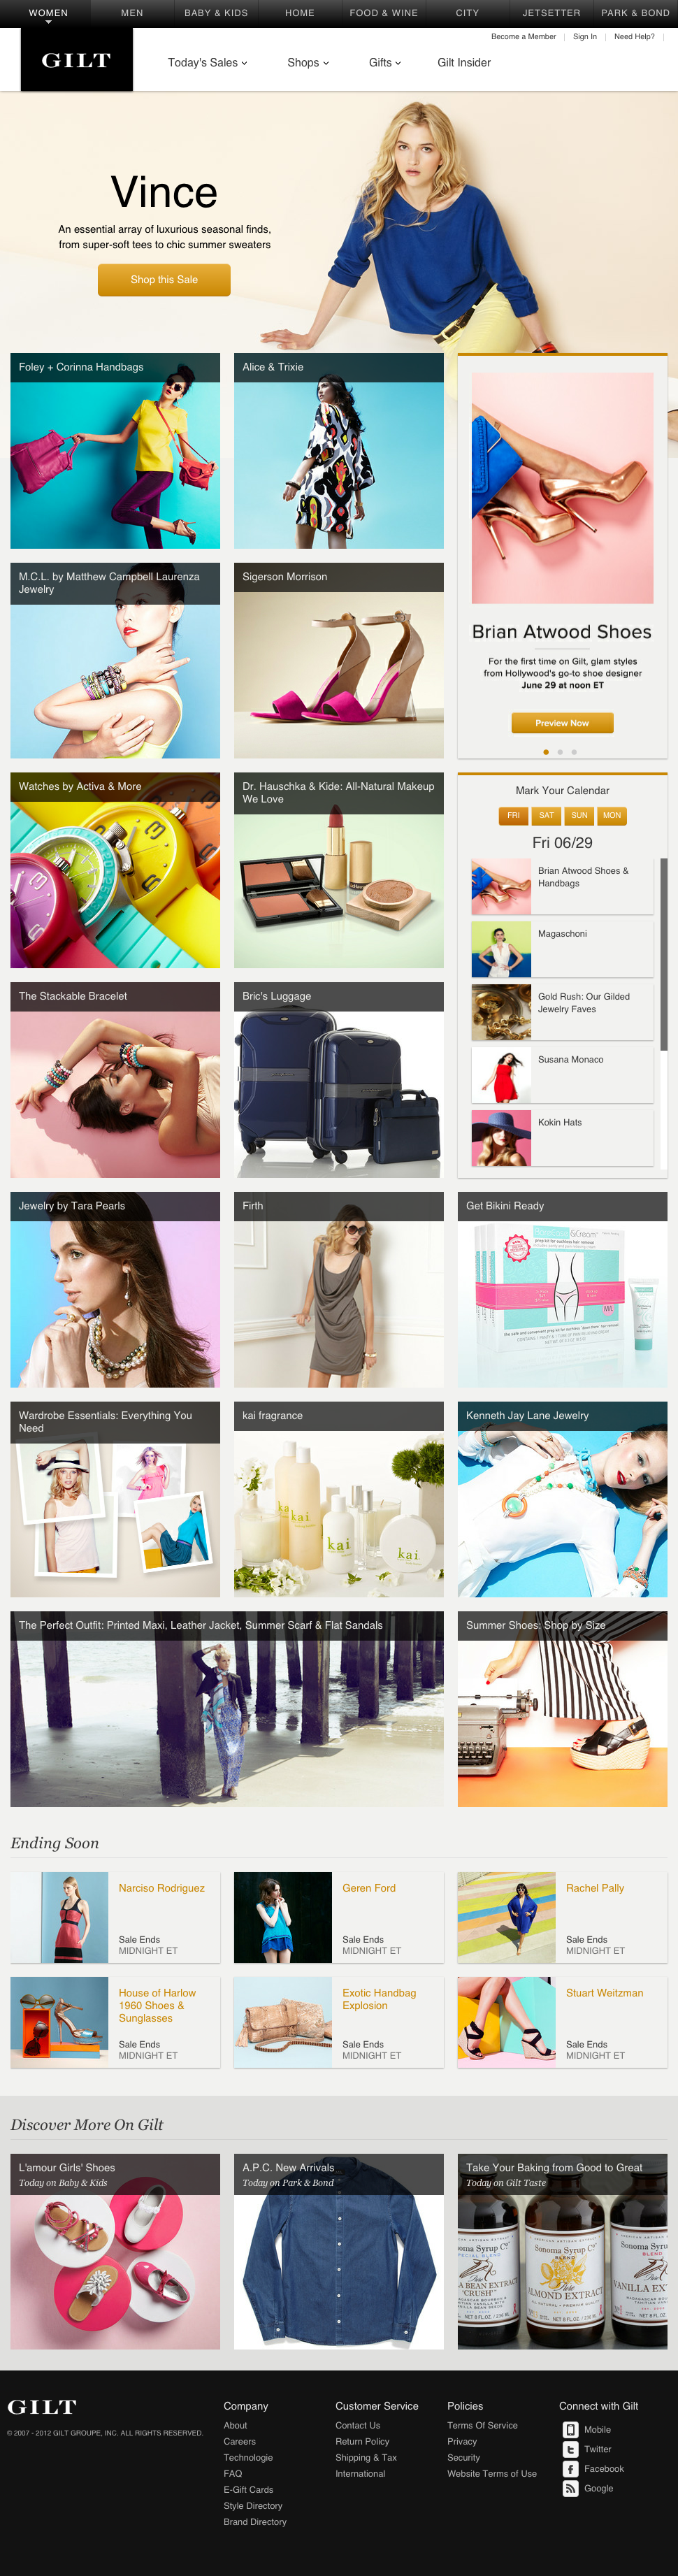 WOMEN
MEN
BABY & KIDS
HOME
FOOD & WINE
CITY
JETSETTER
PARK & BOND
Become a Member
Sign In
Need Help?
GILT
Today's Sales
Shops
Gifts
Gilt Insider
Vince
An essential array of luxurious seasonal finds,
from super-soft tees to chic summer sweaters
Shop this Sale
Foley + Corinna Handbags
Alice & Trixie
M.C.L. by Matthew Campbell Laurenza
Jewelry
Sigerson Morrison
Brian Atwood Shoes
For the first time on Gilt, glam styles
from Hollywood's go-to shoe designer
June 29 at noon ET
Preview Now
Watches by Activa & More
Dr. Hauschka & Kide: All-Natural Makeup
We Love
Mark Your Calendar
FRI
SAT
SUN
MON
Fri 06/29
Brian Atwood Shoes &
Handbags
Magaschoni
Gold Rush: Our Gilded
Jewelry Faves
Susana Monaco
Kokin Hats
The Stackable Bracelet
Bric's Luggage
Jewelry by Tara Pearls
Firth
Get Bikini Ready
Wardrobe Essentials: Everything You
Need
kai fragrance
kai
kai
kai
kai
Kenneth Jay Lane Jewelry
The Perfect Outfit: Printed Maxi, Leather Jacket, Summer Scarf & Flat Sandals
Summer Shoes: Shop by Size
Ending Soon
Narciso Rodriguez
Sale Ends
MIDNIGHT ET
Geren Ford
Sale Ends
MIDNIGHT ET
Rachel Pally
Sale Ends
MIDNIGHT ET
House of Harlow
1960 Shoes &
Sunglasses
Sale Ends
MIDNIGHT ET
Exotic Handbag
Explosion
Sale Ends
MIDNIGHT ET
Stuart Weitzman
Sale Ends
MIDNIGHT ET
Discover More On Gilt
L'amour Girls' Shoes
Today on Baby & Kids
A.P.C. New Arrivals
Today on Park & Bond
Take Your Baking from Good to Great
Today on Gilt Taste
Sonoma Syrup Co
BLEND
ALMOND EXTRACT
GILT
© 2007 - 2012 GILT GROUPE, INC. ALL RIGHTS RESERVED.
Company
About
Careers
Technologie
FAQ
E-Gift Cards
Style Directory
Brand Directory
Customer Service
Contact Us
Return Policy
Shipping & Tax
International
Policies
Terms Of Service
Privacy
Security
Website Terms of Use
Connect with Gilt
Mobile
Twitter
Facebook
Google